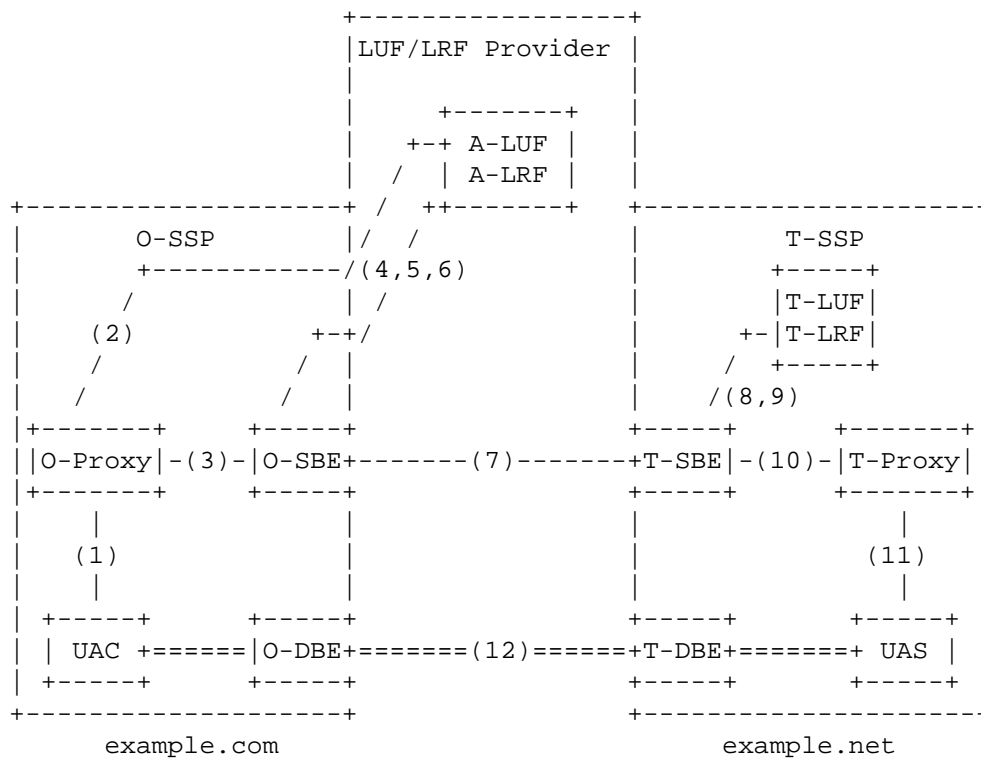 LUF/LRF Provider
A-LUF
A-LRF
O-SSP T-SSP
(4,5,6)
T-LUF
(2) T-LRF
(8,9)
O-Proxy -(3)- O-SBE (7) T-SBE -(10)- T-Proxy
(1) (11)
UAC O-DBE (12) T-DBE UAS
example.com example.net